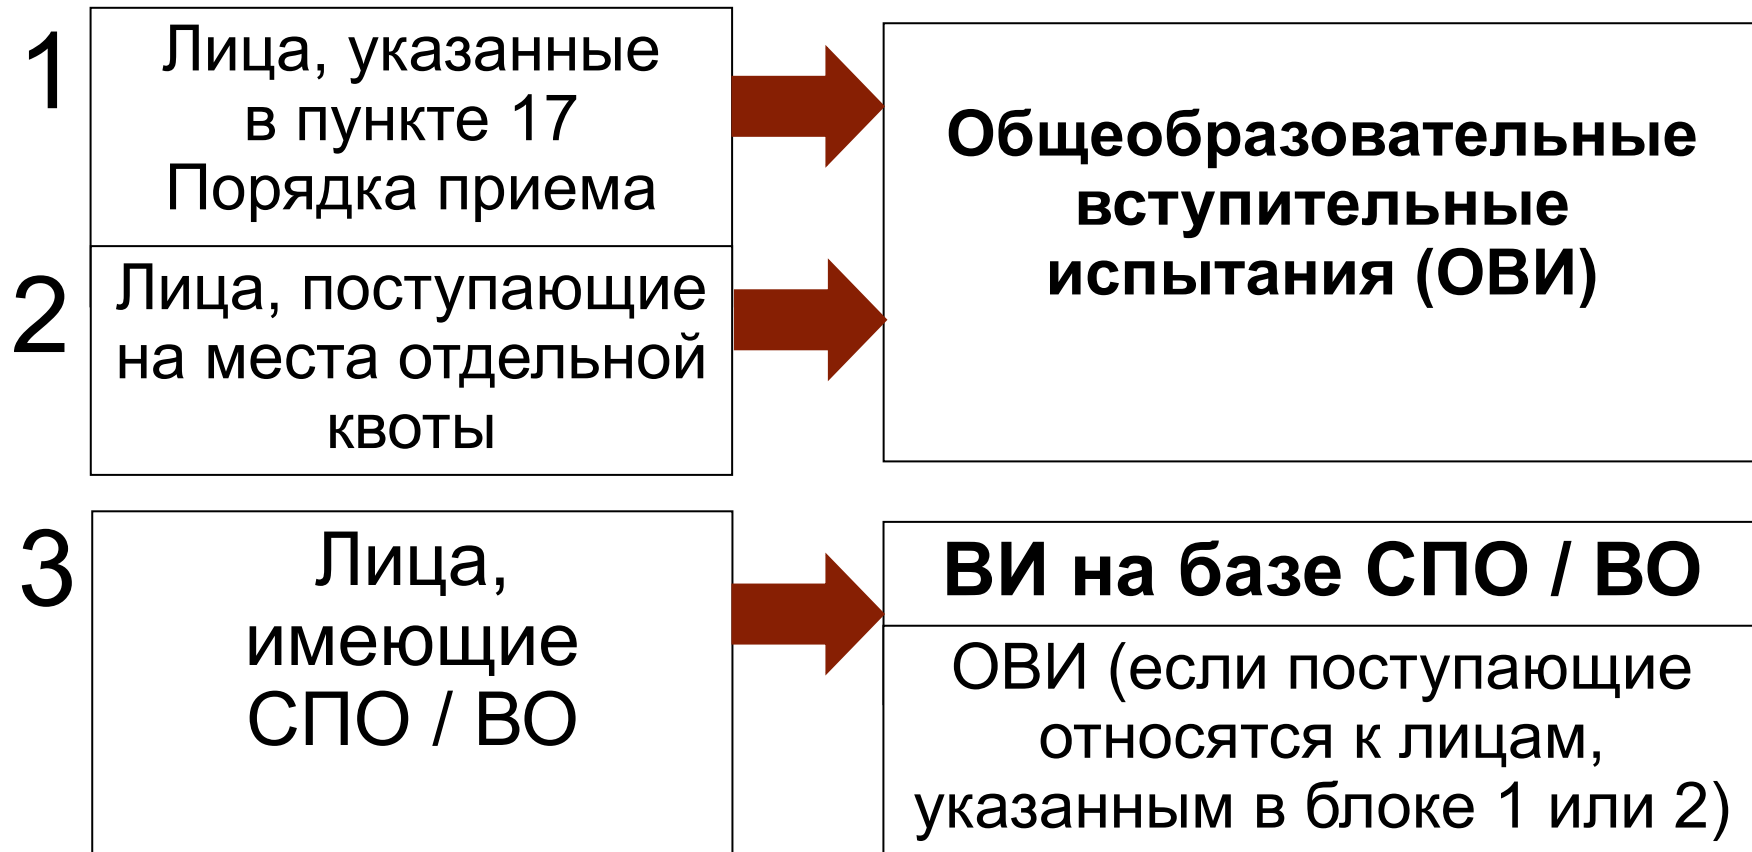 1
Лица, указанные
в пункте 17
Порядка приема
Общеобразовательные
вступительные
испытания (ОВИ)
2
Лица, поступающие
на места отдельной
квоты
3
Лица,
имеющие
СПО / ВО
ВИ на базе СПО / ВО
ОВИ (если поступающие
относятся к лицам,
указанным в блоке 1 или 2)